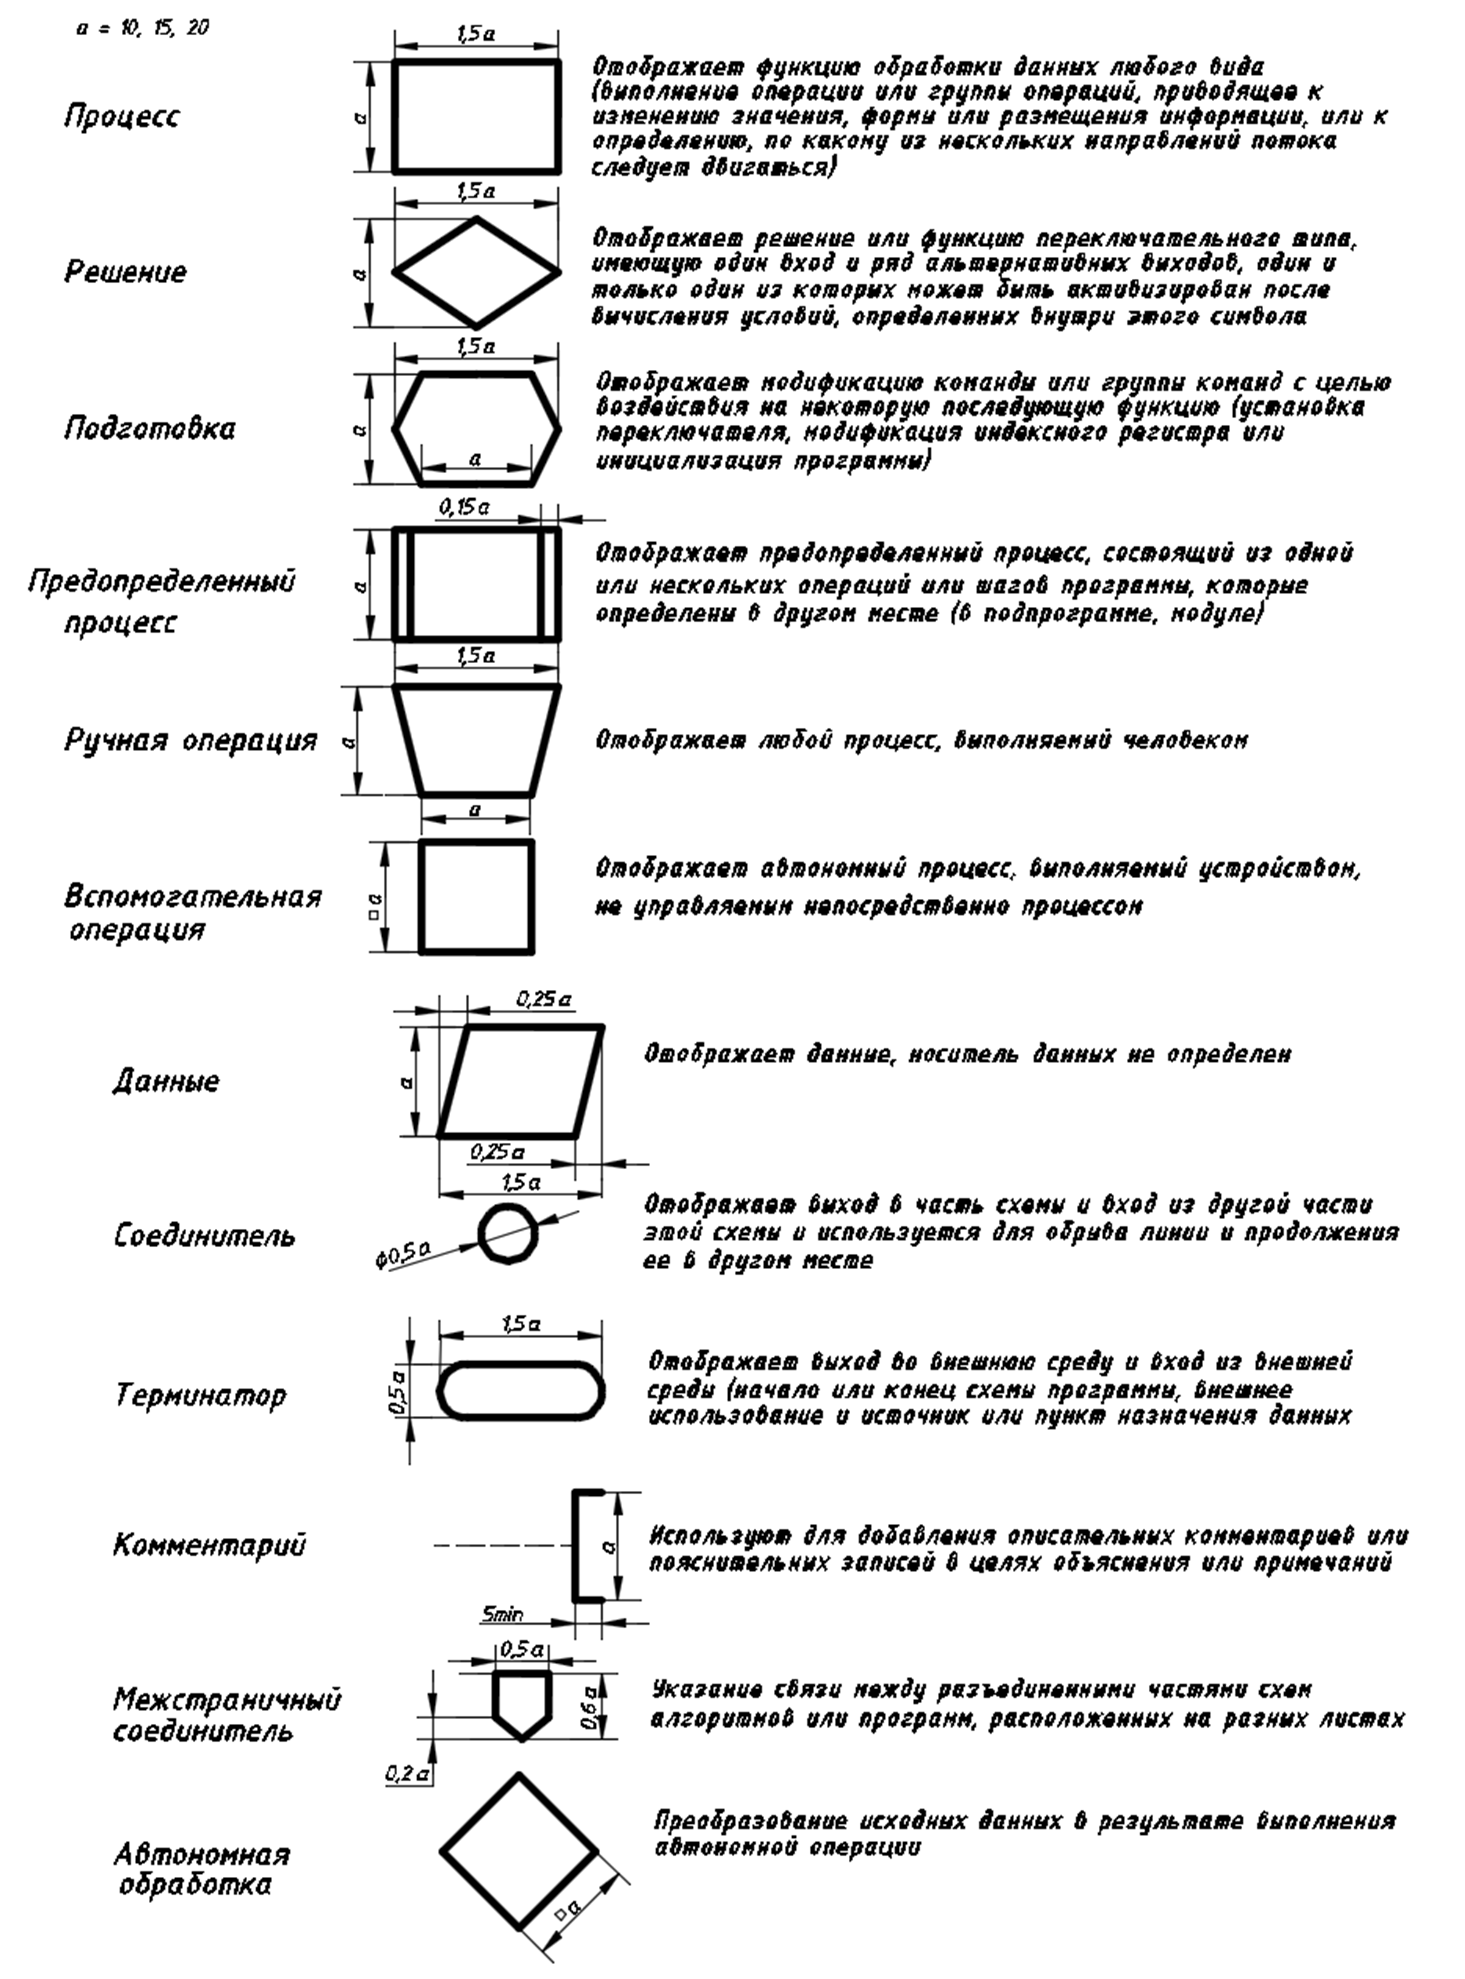 a = 10, 15, 20
1,5a
a
Процесс
Отображает функцию обработки данных любого вида
(выполнение операции или группы операций, приводящее к
изменению значения, формы или размещения информации, или к
определению, по какому из нескольких направлений потока
следует двигаться)
1,5a
a
Решение
Отображает решение или функцию переключательного типа,
имеющую один вход и ряд альтернативных выходов, один и
только один из которых может быть активизирован после
вычисления условий, определенных внутри этого символа
1,5a
a
a
Подготовка
Отображает модификацию команды или группы команд с целью
воздействия на некоторую последующую функцию (установка
переключателя, модификация индексного регистра или
инициализация программы)
0,15a
a
Предопределенный
процесс
Отображает предопределенный процесс, состоящий из одной
или нескольких операций или шагов программы, которые
определены в другом месте (в подпрограмме, модуле)
1,5a
a
a
Ручная операция
Отображает любой процесс, выполняемый человеком
□a
Вспомогательная
операция
Отображает автономный процесс, выполняемый устройством,
не управляемым непосредственно процессом
0,25a
a
Данные
Отображает данные, носитель данных не определен
0,25a
1,5a
Соединитель
ф0,5a
Отображает выход в часть схемы и вход из другой части
этой схемы и используется для обрыва линии и продолжения
ее в другом месте
1,5a
0,5a
Терминатор
Отображает выход во внешнюю среду и вход из внешней
среды (начало или конец схемы программы, внешнее
использование и источник или пункт назначения данных
Комментарий
a
5min
Используют для добавления описательных комментариев или
пояснительных записей в целях объяснения или примечаний
0,5a
0,6a
0,2a
Межстраничный
соединитель
Указание связи между разъединенными частями схем
алгоритмов или программ, расположенных на разных листах
Автономная
обработка
□a
Преобразование исходных данных в результате выполнения
автономной операции